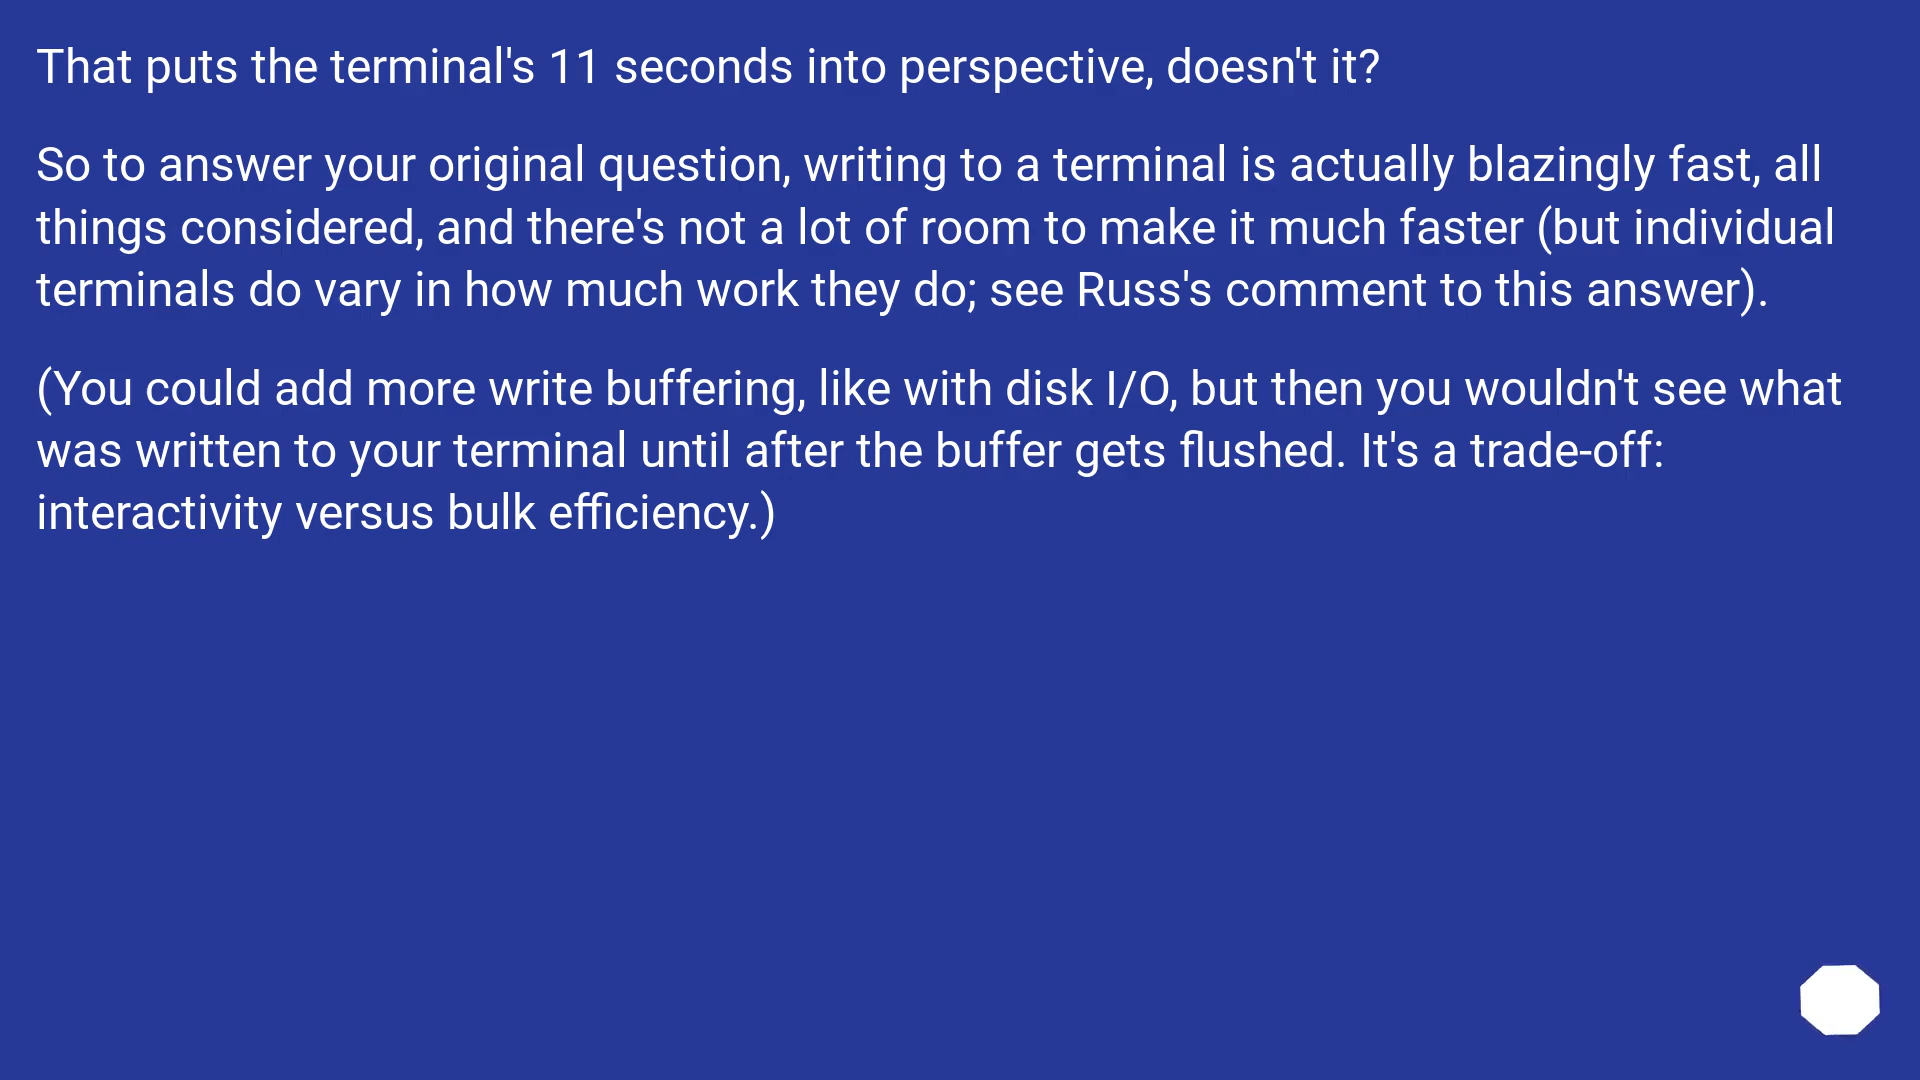 That puts the terminal's 11 seconds into perspective, doesn't it?
So to answer your original question, writing to a terminal is actually blazingly fast, all
things considered, and there's not a lot of room to make it much faster (but individual
terminals do vary in how much work they do; see Russ's comment to this answer).
(You could add more write buffering, like with disk I/O, but then you wouldn't see what
was written to your terminal until after the buffer gets flushed. It's a trade-off:
interactivity versus bulk efficiency.)